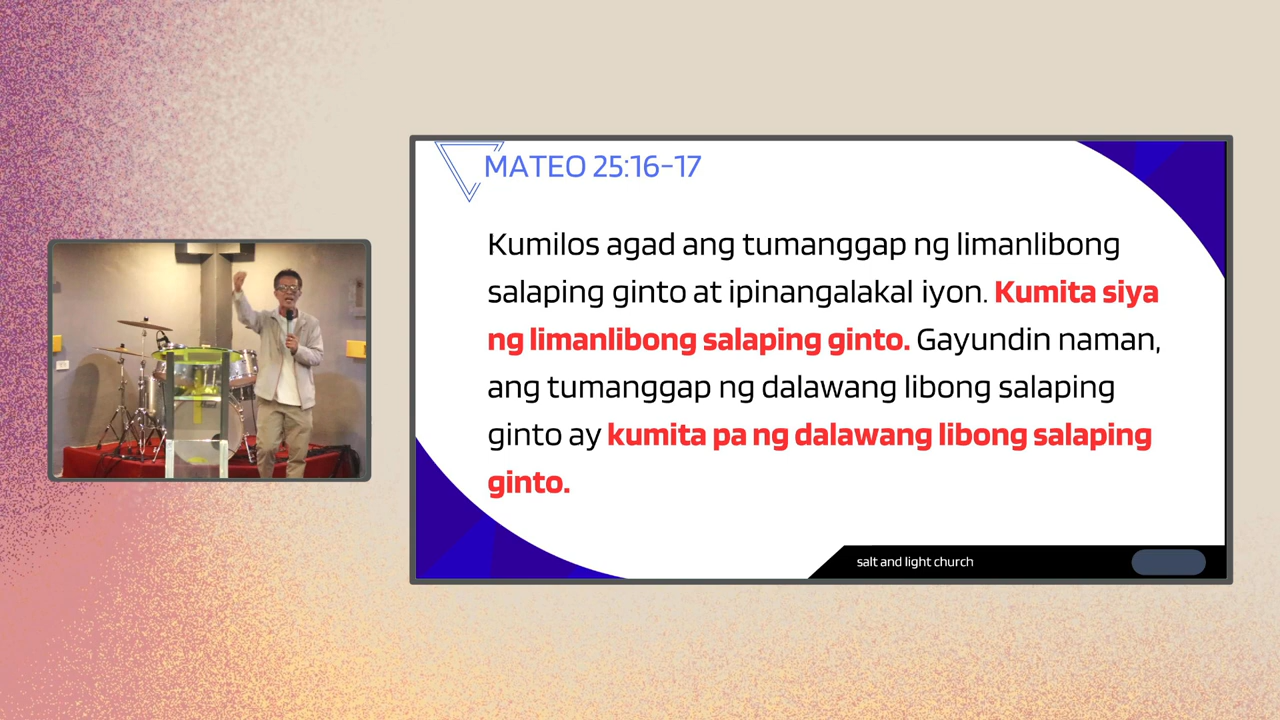 MATEO 25:16-17
Kumilos agad ang tumanggap ng limanlibong
salaping ginto at ipinangalakal iyon. Kumita siya
ng limanlibong salaping ginto. Gayundin naman,
ang tumanggap ng dalawang libong salaping
ginto ay kumita pa ng dalawang libong salaping
ginto.
salt and light church